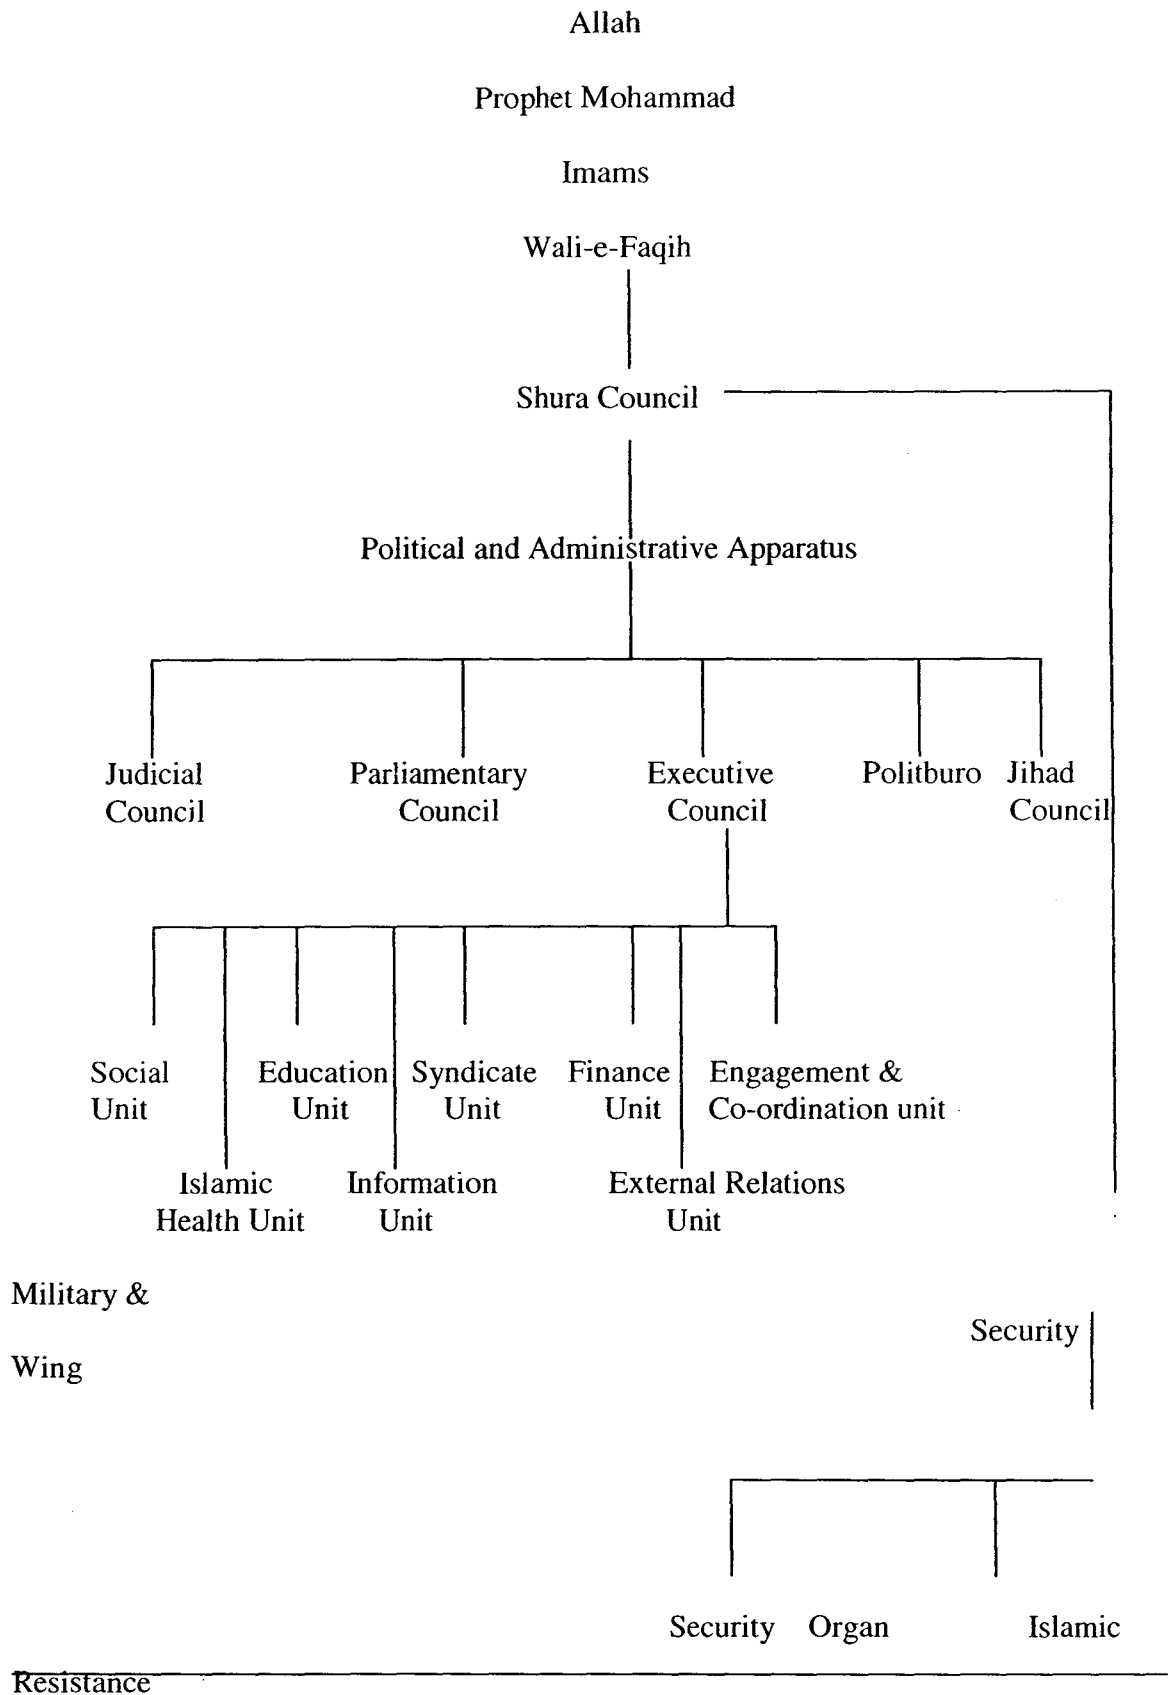 Allah
Prophet Mohammad
Imams
Wali-e-Faqih
Shura Council
Political and Administrative Apparatus
Judicial Council
Parliamentary Council
Executive Council
Politburo
Jihad Council
Social Unit
Education Unit
Syndicate Unit
Finance Unit
Engagement & Co-ordination unit
Islamic Health Unit
Information Unit
External Relations Unit
Military &
Security
Wing
Security Organ Islamic
Resistance